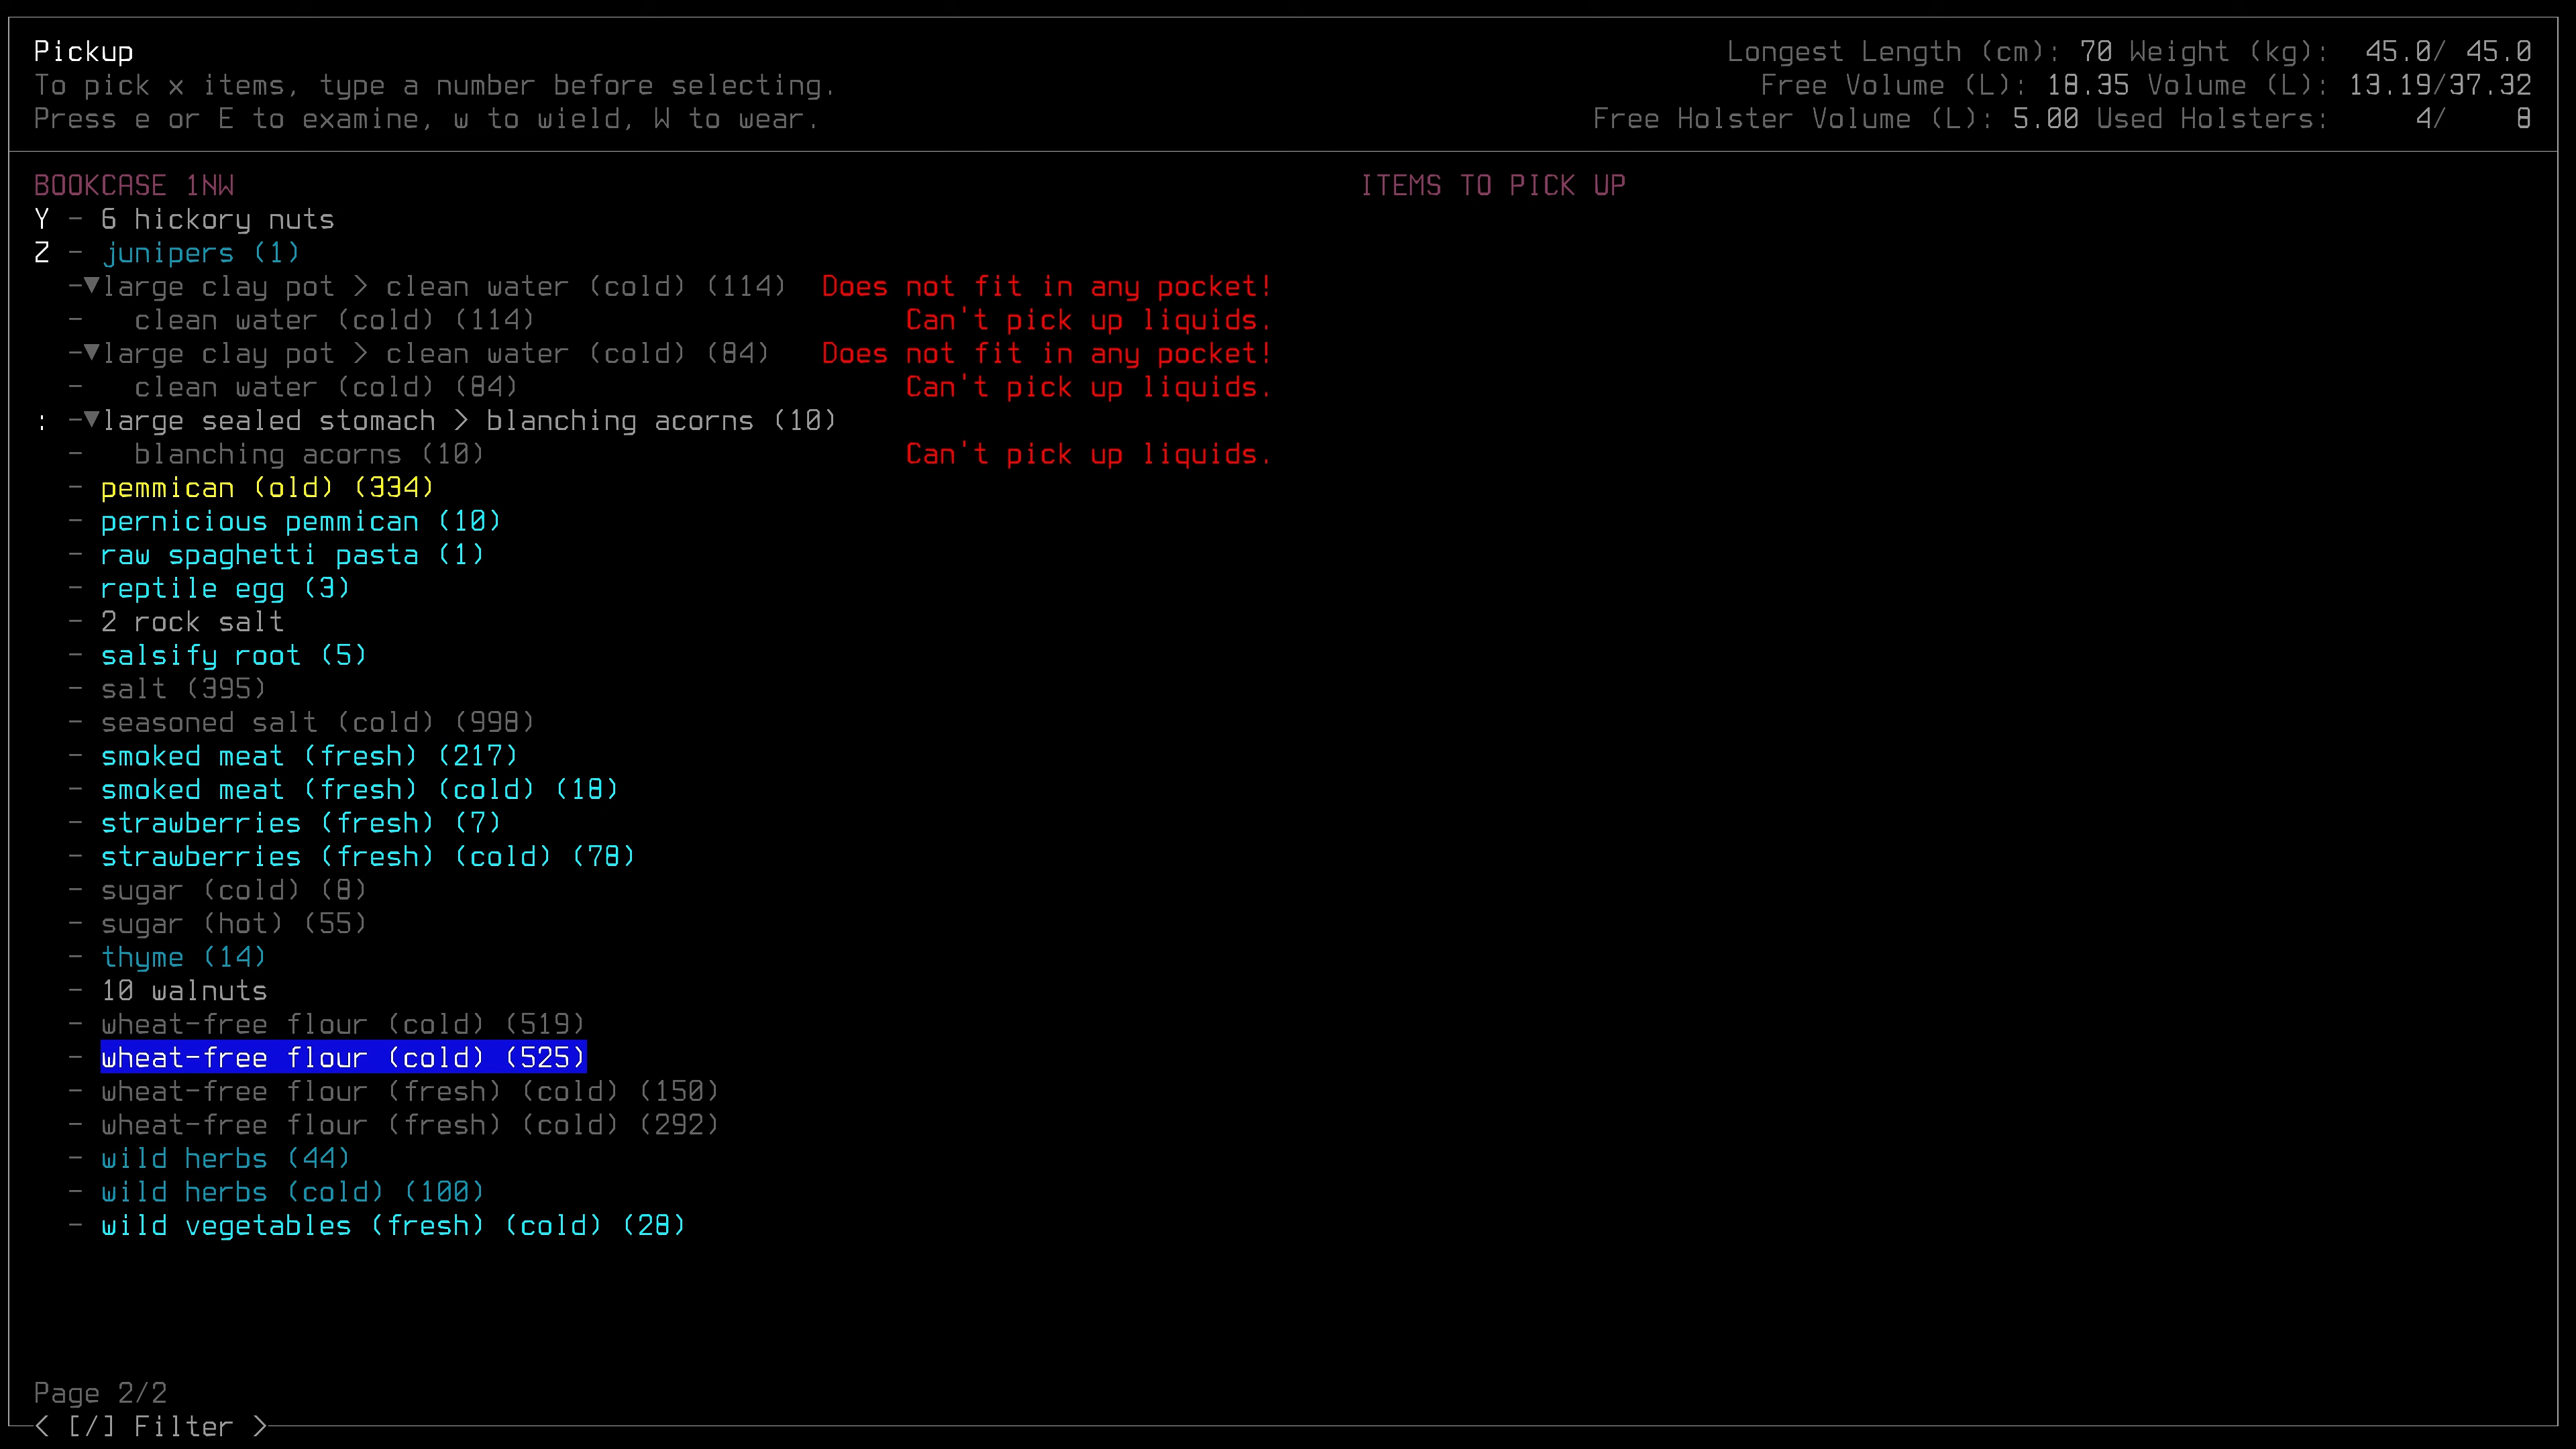 Pickup
Longest Length (cm): 70 Weight (kg): 45.0/ 45.0
To pick x items, type a number before selecting.
Free Volume (L): 18.35 Volume (L): 13.19/37.32
Press e or E to examine, w to wield, W to wear.
Free Holster Volume (L): 5.00 Used Holsters: 4/ 8
BOOKCASE 1NW
ITEMS TO PICK UP
Y - 6 hickory nuts
Z - junipers (1)
-▼large clay pot > clean water (cold) (114) Does not fit in any pocket!
- clean water (cold) (114) Can't pick up liquids.
-▼large clay pot > clean water (cold) (84) Does not fit in any pocket!
- clean water (cold) (84) Can't pick up liquids.
: -▼large sealed stomach > blanching acorns (10)
- blanching acorns (10) Can't pick up liquids.
- pemmican (old) (334)
- pernicious pemmican (10)
- raw spaghetti pasta (1)
- reptile egg (3)
- 2 rock salt
- salsify root (5)
- salt (395)
- seasoned salt (cold) (998)
- smoked meat (fresh) (217)
- smoked meat (fresh) (cold) (18)
- strawberries (fresh) (7)
- strawberries (fresh) (cold) (78)
- sugar (cold) (8)
- sugar (hot) (55)
- thyme (14)
- 10 walnuts
- wheat-free flour (cold) (519)
- wheat-free flour (cold) (525)
- wheat-free flour (fresh) (cold) (150)
- wheat-free flour (fresh) (cold) (292)
- wild herbs (44)
- wild herbs (cold) (100)
- wild vegetables (fresh) (cold) (28)
Page 2/2
< [/] Filter >